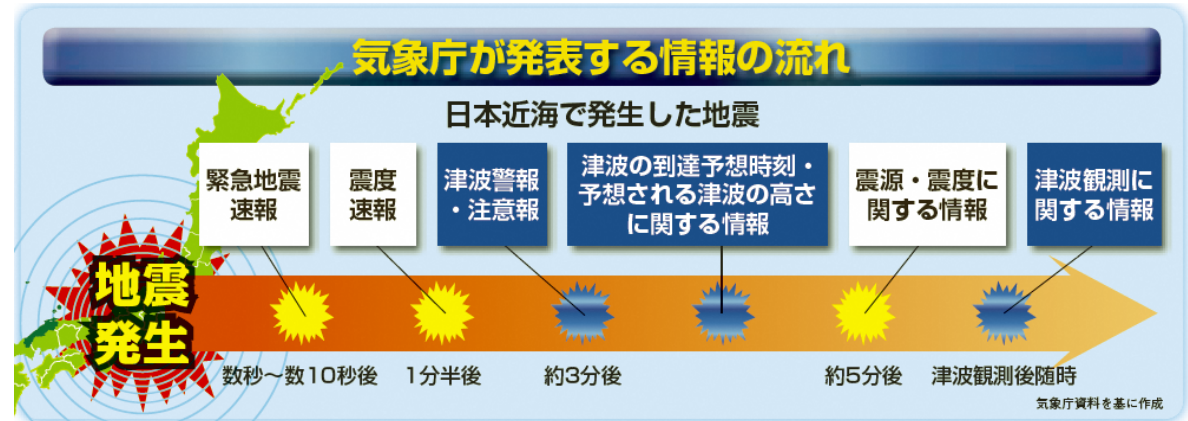 気象庁が発表する情報の流れ
日本近海で発生した地震
緊急地震
速報
震度
速報
津波警報
・注意報
津波の到達予想時刻・
予想される津波の高さ
に関する情報
震源・震度に
関する情報
津波観測に
関する情報
地震
発生
数秒～数10秒後
1分半後
約3分後
約5分後
津波観測後随時
気象庁資料を基に作成